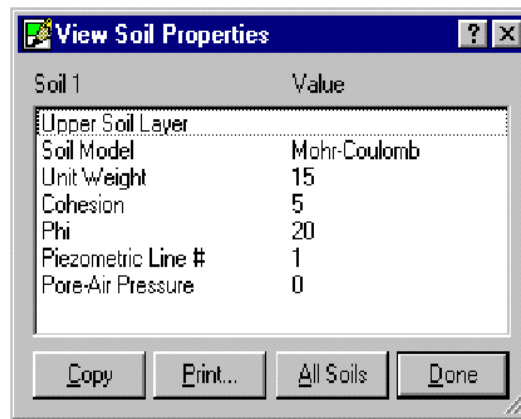 View Soil Properties
Soil 1 Value
Upper Soil Layer
Soil Model Mohr-Coulomb
Unit Weight 15
Cohesion 5
Phi 20
Piezometric Line # 1
Pore-Air Pressure 0
Copy Print... All Soils Done